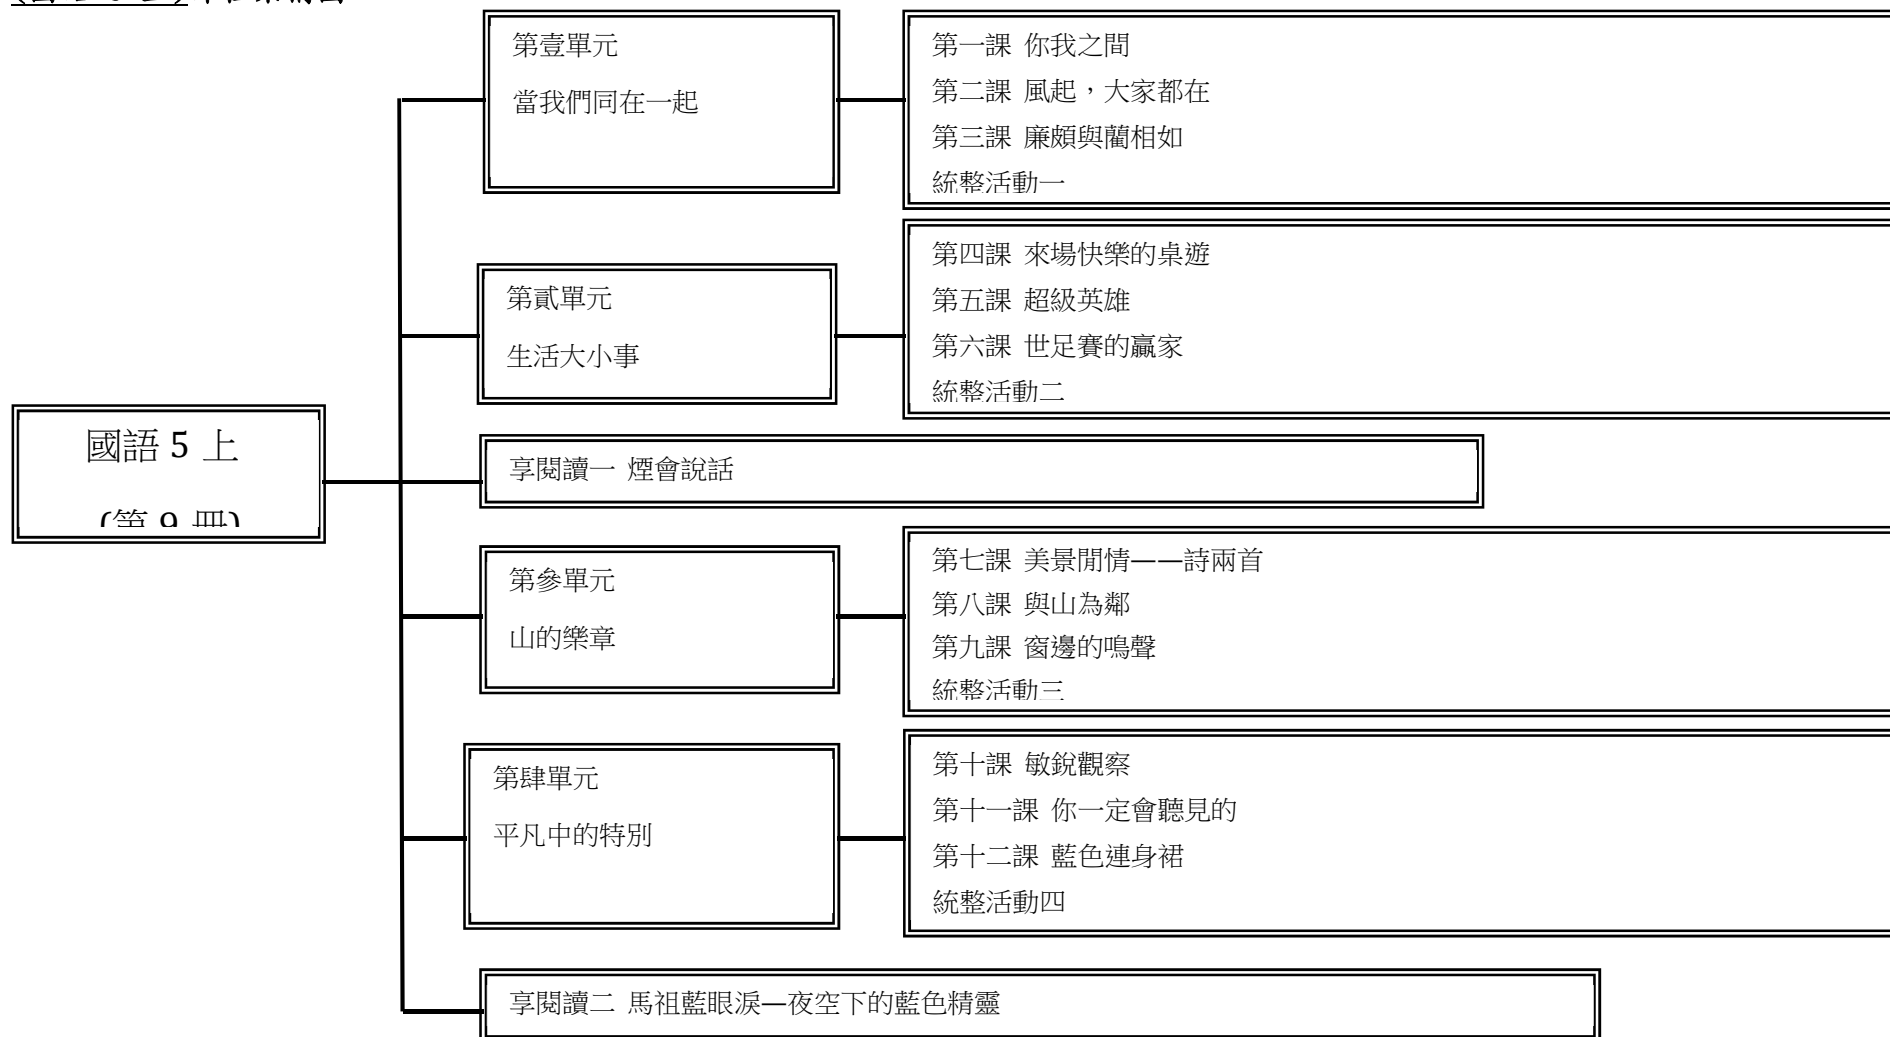 第壹單元
當我們同在一起
第一課 你我之間
第二課 風起，大家都在
第三課 廉頗與藺相如
統整活動一
第貳單元
生活大小事
第四課 來場快樂的桌遊
第五課 超級英雄
第六課 世足賽的贏家
統整活動二
國語 5 上
(第 9 冊)
享閱讀一 煙會說話
第參單元
山的樂章
第七課 美景閒情——詩兩首
第八課 與山為鄰
第九課 窗邊的鳴聲
統整活動三
第肆單元
平凡中的特別
第十課 敏銳觀察
第十一課 你一定會聽見的
第十二課 藍色連身裙
統整活動四
享閱讀二 馬祖藍眼淚—夜空下的藍色精靈